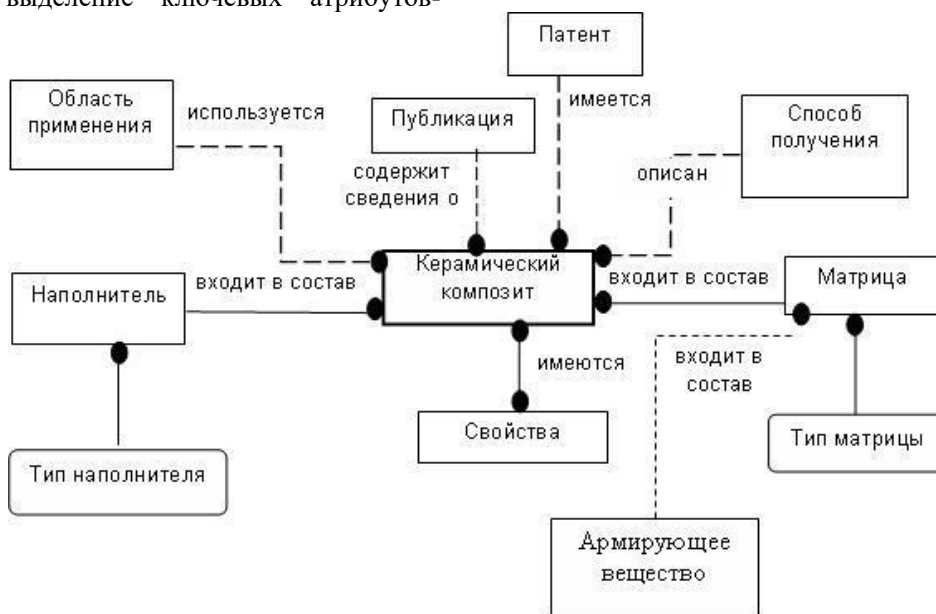 выделение ключевых атрибутов-
Патент
Область
применения
используется
Публикация
имеется
Способ
получения
содержит
сведения о
описан
Керамический
композит
Наполнитель
входит в состав
входит в состав
Матрица
имеются
входит в
состав
Свойства
Тип матрицы
Тип наполнителя
Армирующее
вещество